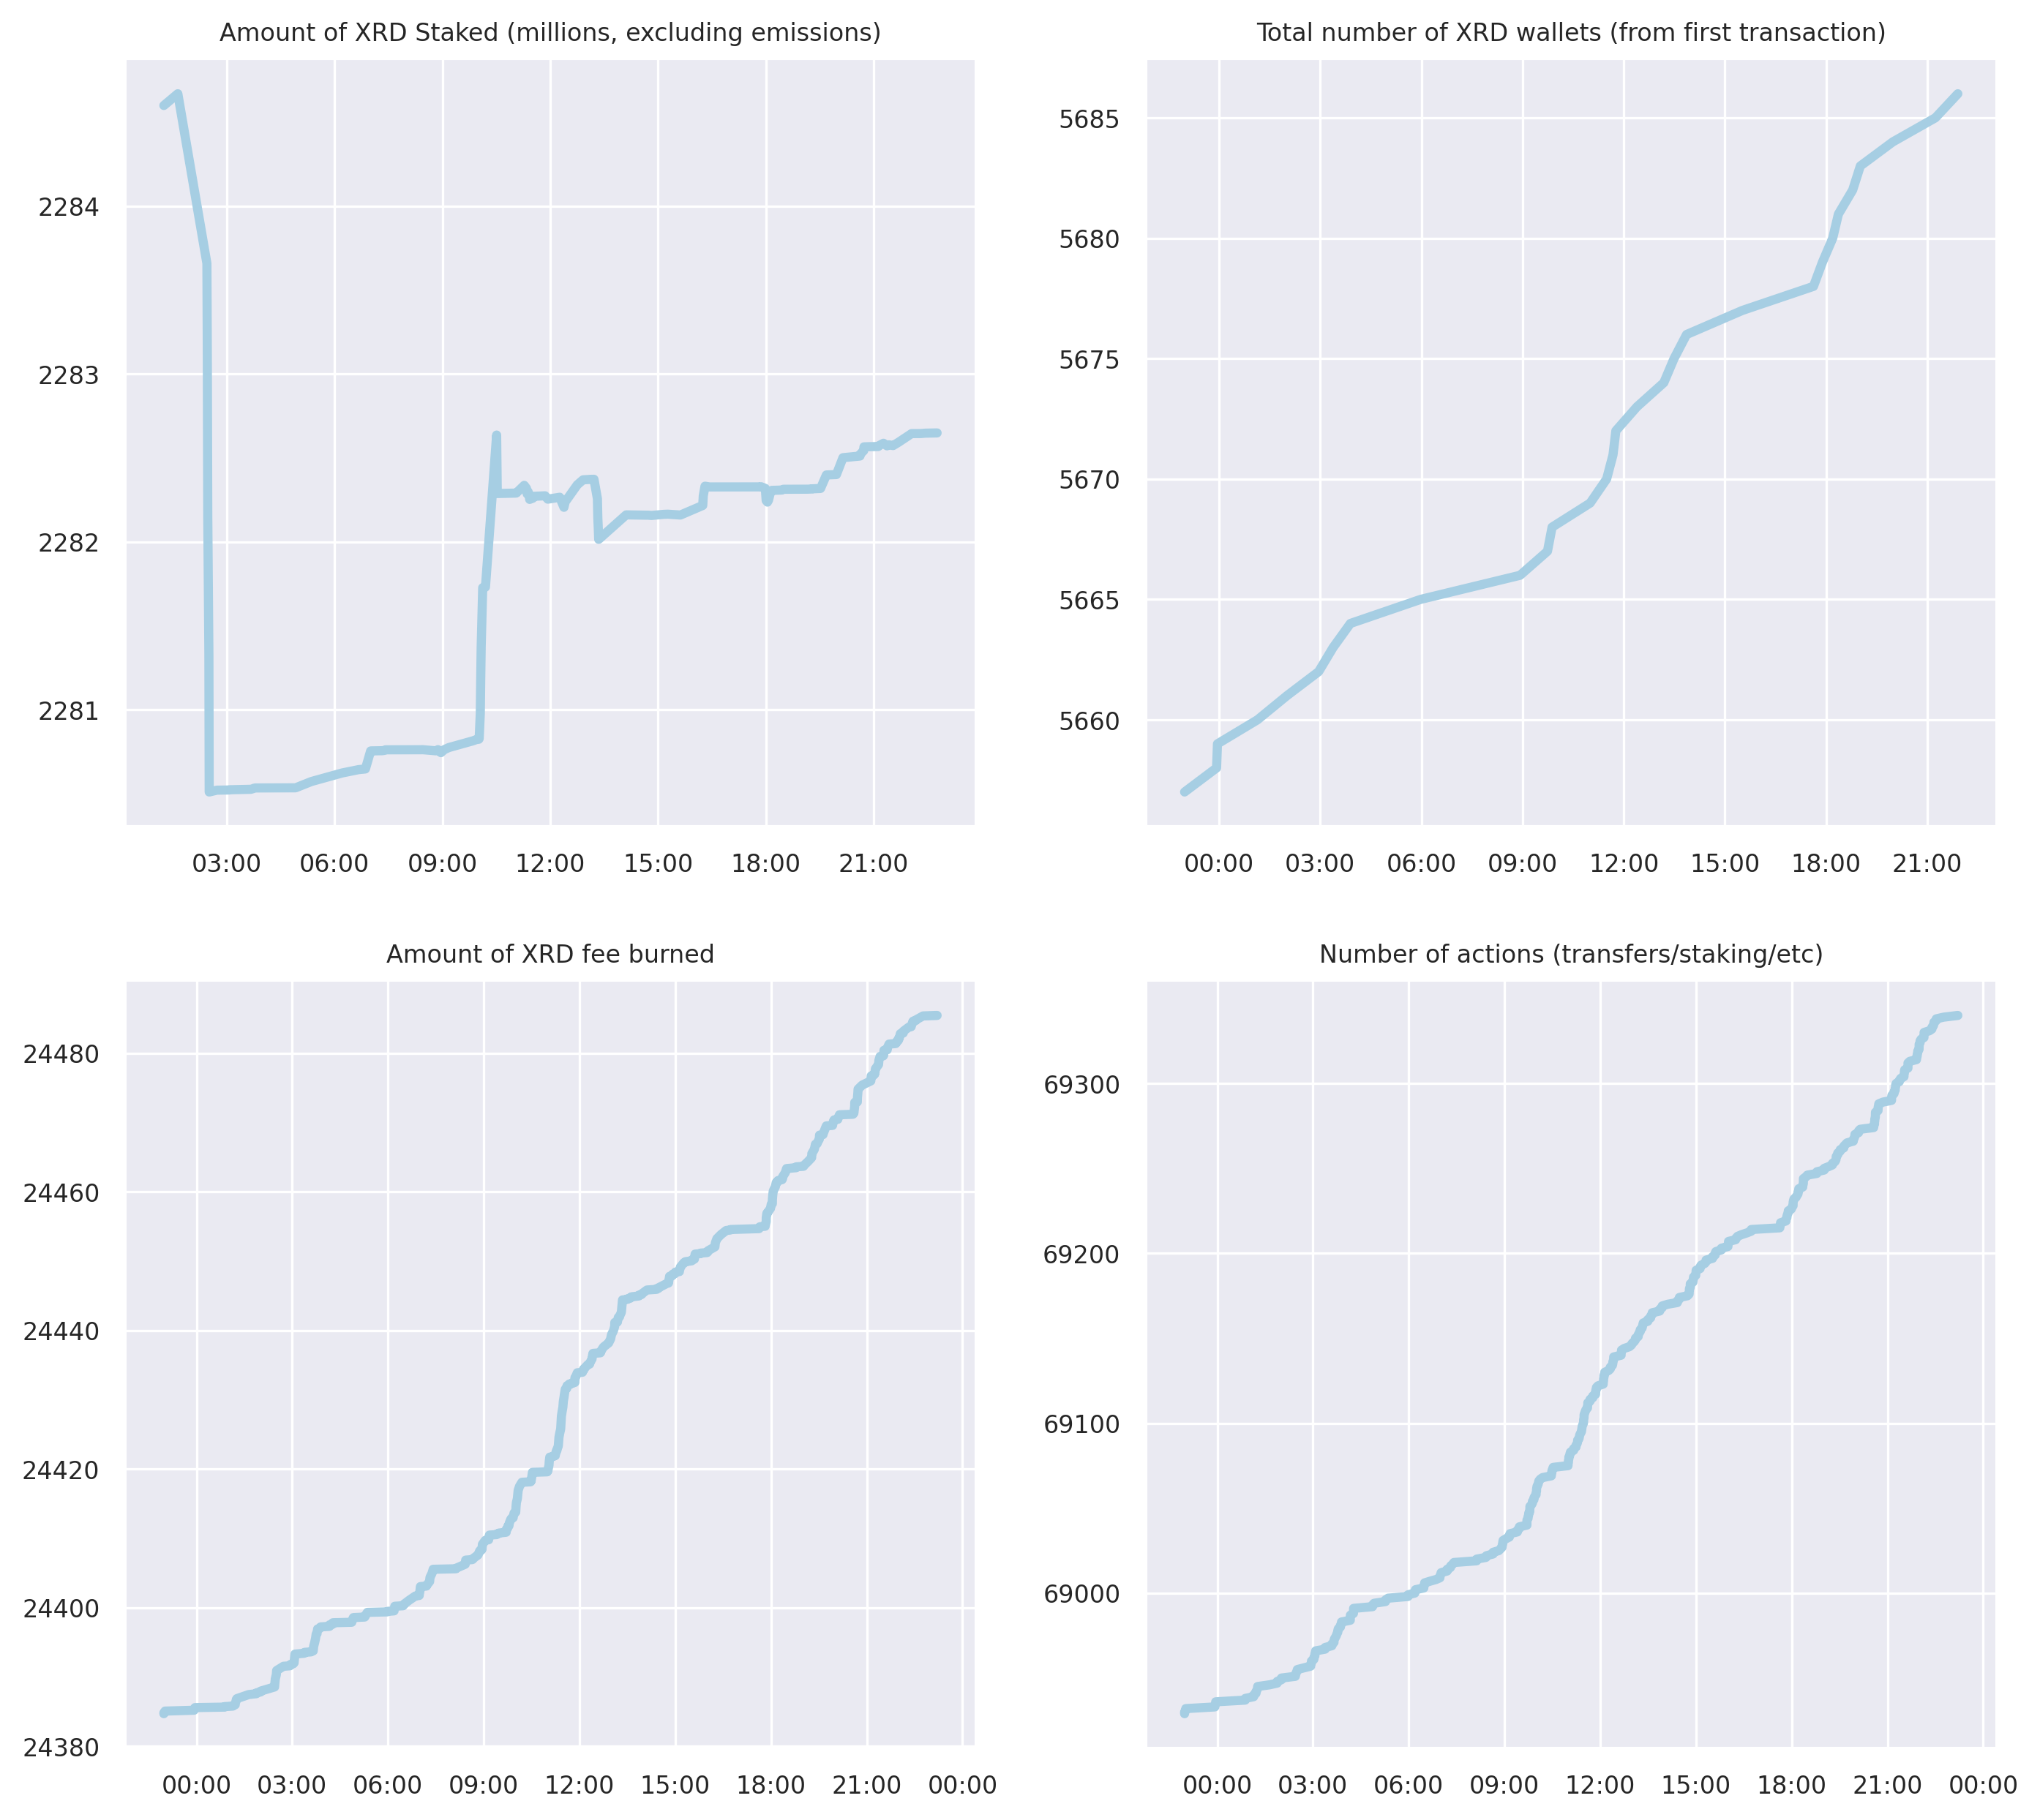 Amount of XRD Staked (millions, excluding emissions)
2284
2283
2282
2281
03:00 06:00 09:00 12:00 15:00 18:00 21:00
Total number of XRD wallets (from first transaction)
5685
5680
5675
5670
5665
5660
00:00 03:00 06:00 09:00 12:00 15:00 18:00 21:00
Amount of XRD fee burned
24480
24460
24440
24420
24400
24380
00:00 03:00 06:00 09:00 12:00 15:00 18:00 21:00 00:00
Number of actions (transfers/staking/etc)
69300
69200
69100
69000
00:00 03:00 06:00 09:00 12:00 15:00 18:00 21:00 00:00